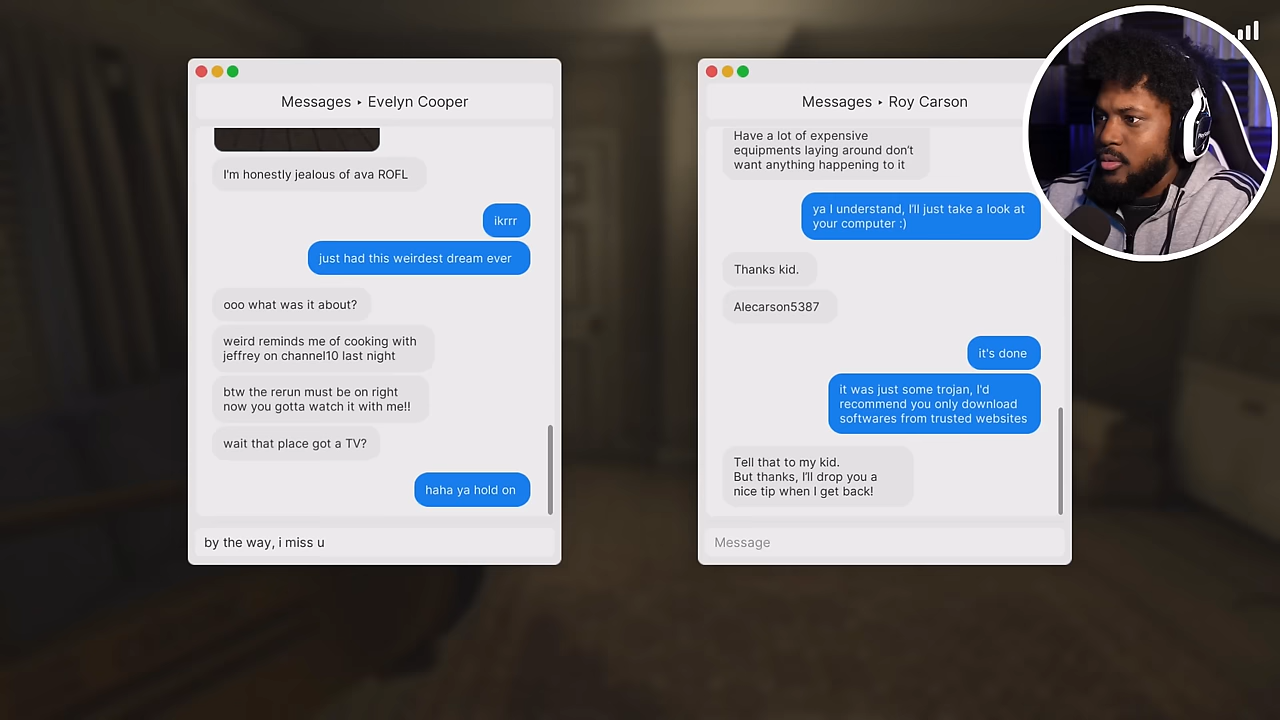 Messages ‣ Evelyn Cooper
I'm honestly jealous of ava ROFL
ikrrr
just had this weirdest dream ever
ooo what was it about?
weird reminds me of cooking with
jeffrey on channel10 last night
btw the rerun must be on right
now you gotta watch it with me!!
wait that place got a TV?
haha ya hold on
by the way, i miss u
Messages ‣ Roy Carson
Have a lot of expensive
equipments laying around don't
want anything happening to it
ya I understand, I'll just take a look at
your computer :)
Thanks kid.
Alecarson5387
it's done
it was just some trojan, I'd
recommend you only download
softwares from trusted websites
Tell that to my kid.
But thanks, I'll drop you a
nice tip when I get back!
Message